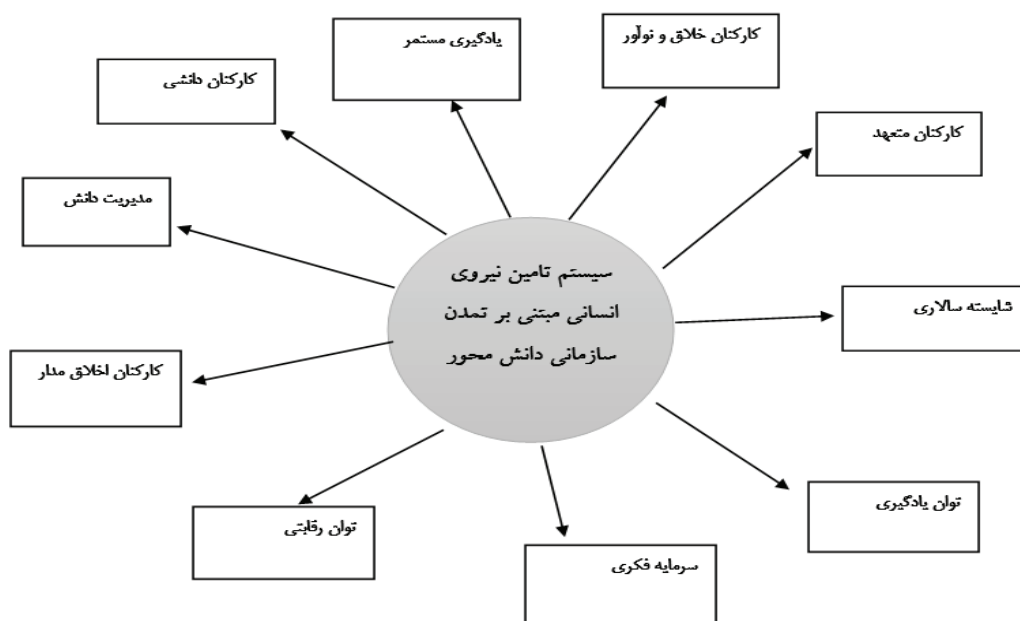 کارکنان خلاق و نوآور
یادگیری مستمر
کارکنان دانشی
کارکنان متعهد
مدیریت دانش
سیستم تامین نیروی
انسانی مبتنی بر تمدن
سازمانی دانش محور
شایسته سالاری
کارکنان اخلاق مدار
توان یادگیری
توان رقابتی
سرمایه فکری